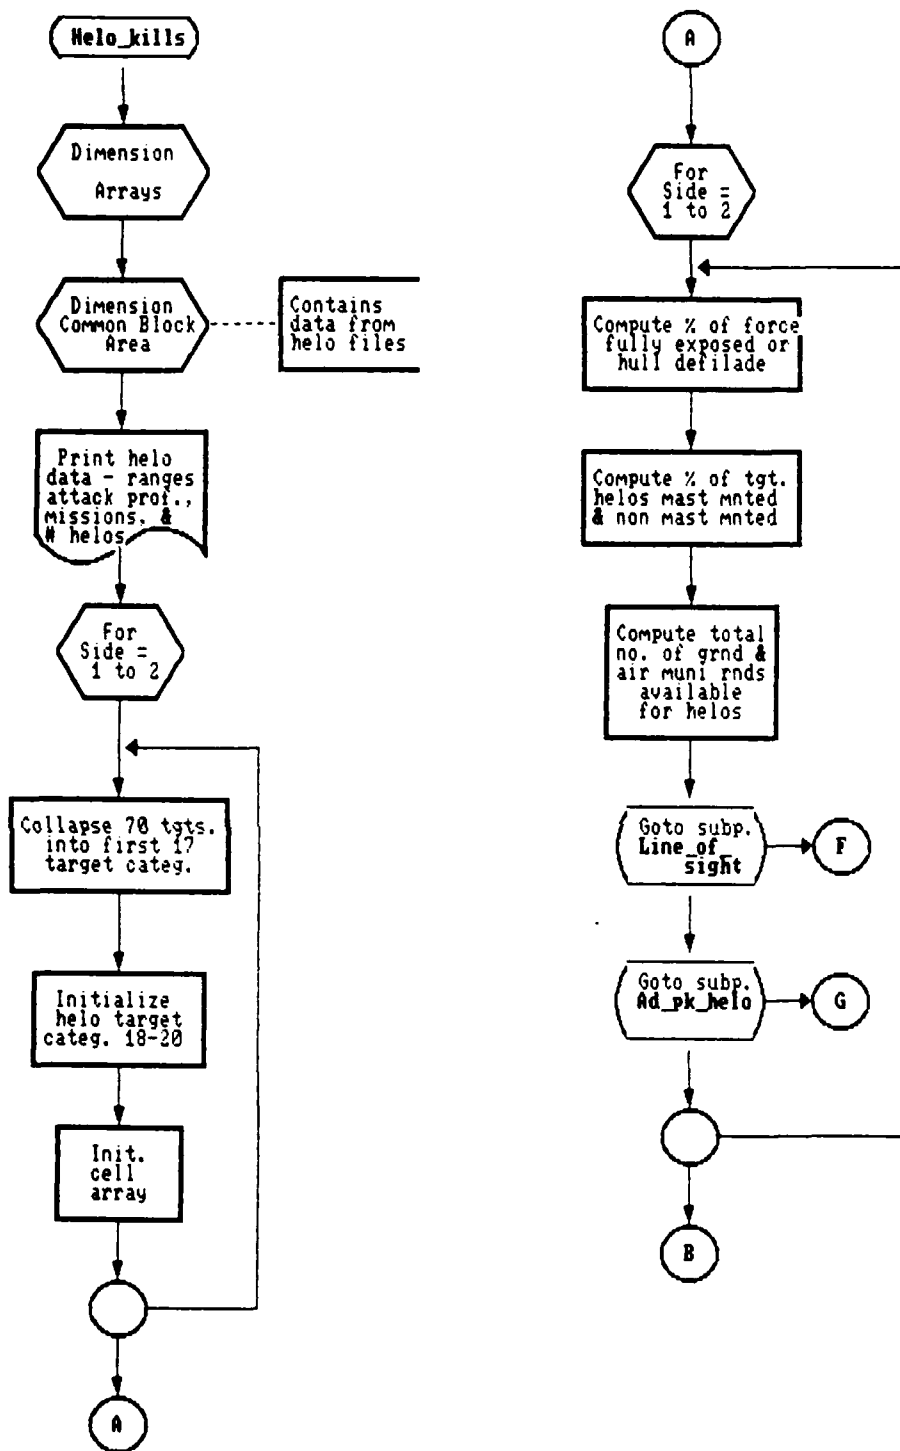 Helo_kills
Dimension
Arrays
Dimension
Common Block
Area
Contains
data from
helo files
Print helo
data - ranges
attack prof.,
missions, &
# helos
For
Side =
1 to 2
Collapse 70 tgts.
into first 17
target categ.
Initialize
helo target
categ. 18-20
Init.
cell
array
A
A
For
Side =
1 to 2
Compute % of force
fully exposed or
hull defilade
Compute % of tgt.
helos mast mnted
& non mast mnted
Compute total
no. of grnd &
air muni rnds
available
for helos
Goto subp.
Line_of_
sight
F
Goto subp.
Ad_pk_helo
G
B